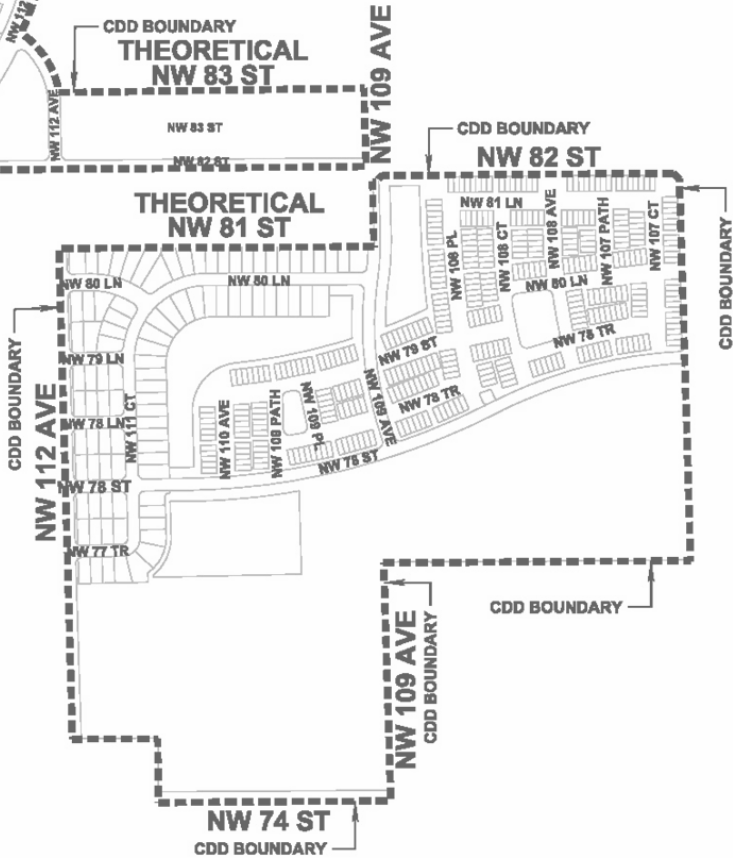 NW 112
CDD BOUNDARY
THEORETICAL
NW 83 ST
NW 109 AVE
NW 112 AVE
NW 83 ST
NW 82 ST
CDD BOUNDARY
NW 82 ST
THEORETICAL
NW 81 ST
NW 81 LN
NW 108 PL
NW 108 CT
NW 108 AVE
NW 107 PATH
NW 107 CT
CDD BOUNDARY
NW 80 LN
NW 80 LN
NW 80 LN
CDD BOUNDARY
NW 112 AVE
NW 79 LN
NW 79 ST
NW 78 TR
NW 78 LN
NW 111 CT
NW 110 AVE
NW 109 PATH
NW 109 PL
NW 109 AVE
NW 78 TR
NW 78 ST
NW 78 ST
NW 77 TR
CDD BOUNDARY
NW 109 AVE
CDD BOUNDARY
NW 74 ST
CDD BOUNDARY